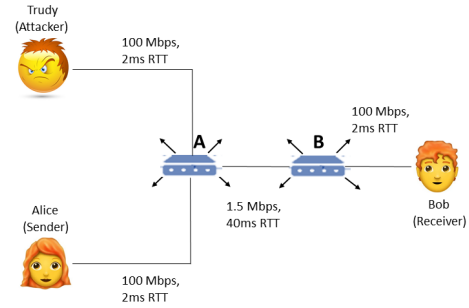 Trudy
(Attacker)
100 Mbps,
2ms RTT
100 Mbps,
2ms RTT
A
B
1.5 Mbps,
40ms RTT
Bob
(Receiver)
Alice
(Sender)
100 Mbps,
2ms RTT